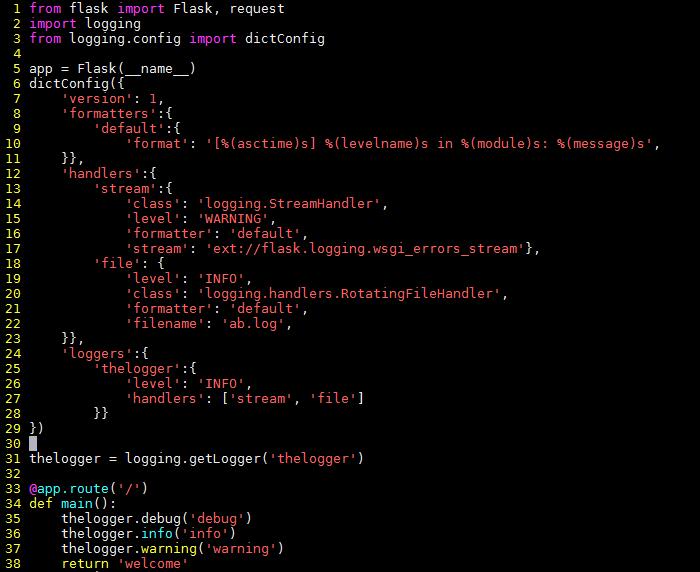 1 from flask import Flask, request
2 import logging
3 from logging.config import dictConfig
4
5 app = Flask(__name__)
6 dictConfig({
7     'version': 1,
8     'formatters':{
9         'default':{
10             'format': '[%(asctime)s] %(levelname)s in %(module)s: %(message)s',
11     }},
12     'handlers':{
13         'stream':{
14             'class': 'logging.StreamHandler',
15             'level': 'WARNING',
16             'formatter': 'default',
17             'stream': 'ext://flask.logging.wsgi_errors_stream'},
18         'file': {
19             'level': 'INFO',
20             'class': 'logging.handlers.RotatingFileHandler',
21             'formatter': 'default',
22             'filename': 'ab.log',
23     }},
24     'loggers':{
25         'thelogger':{
26             'level': 'INFO',
27             'handlers': ['stream', 'file']
28         }}
29 })
30
31 thelogger = logging.getLogger('thelogger')
32
33 @app.route('/')
34 def main():
35     thelogger.debug('debug')
36     thelogger.info('info')
37     thelogger.warning('warning')
38     return 'welcome'